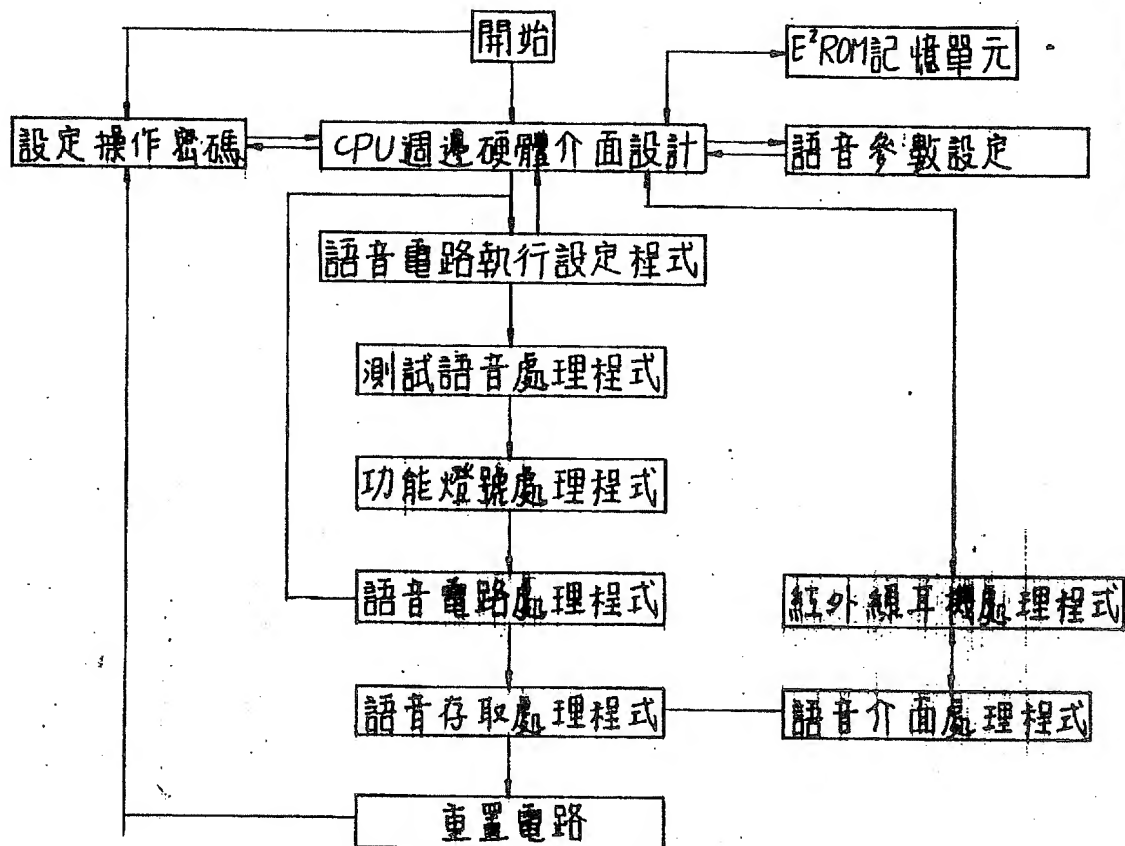 開始
E²ROM記憶單元
設定操作密碼
CPU週邊硬體介面設計
語音參數設定
語音電路執行設定程式
測試語音處理程式
功能燈號處理程式
語音電路處理程式
紅外線耳機處理程式
語音存取處理程式
語音介面處理程式
重置電路